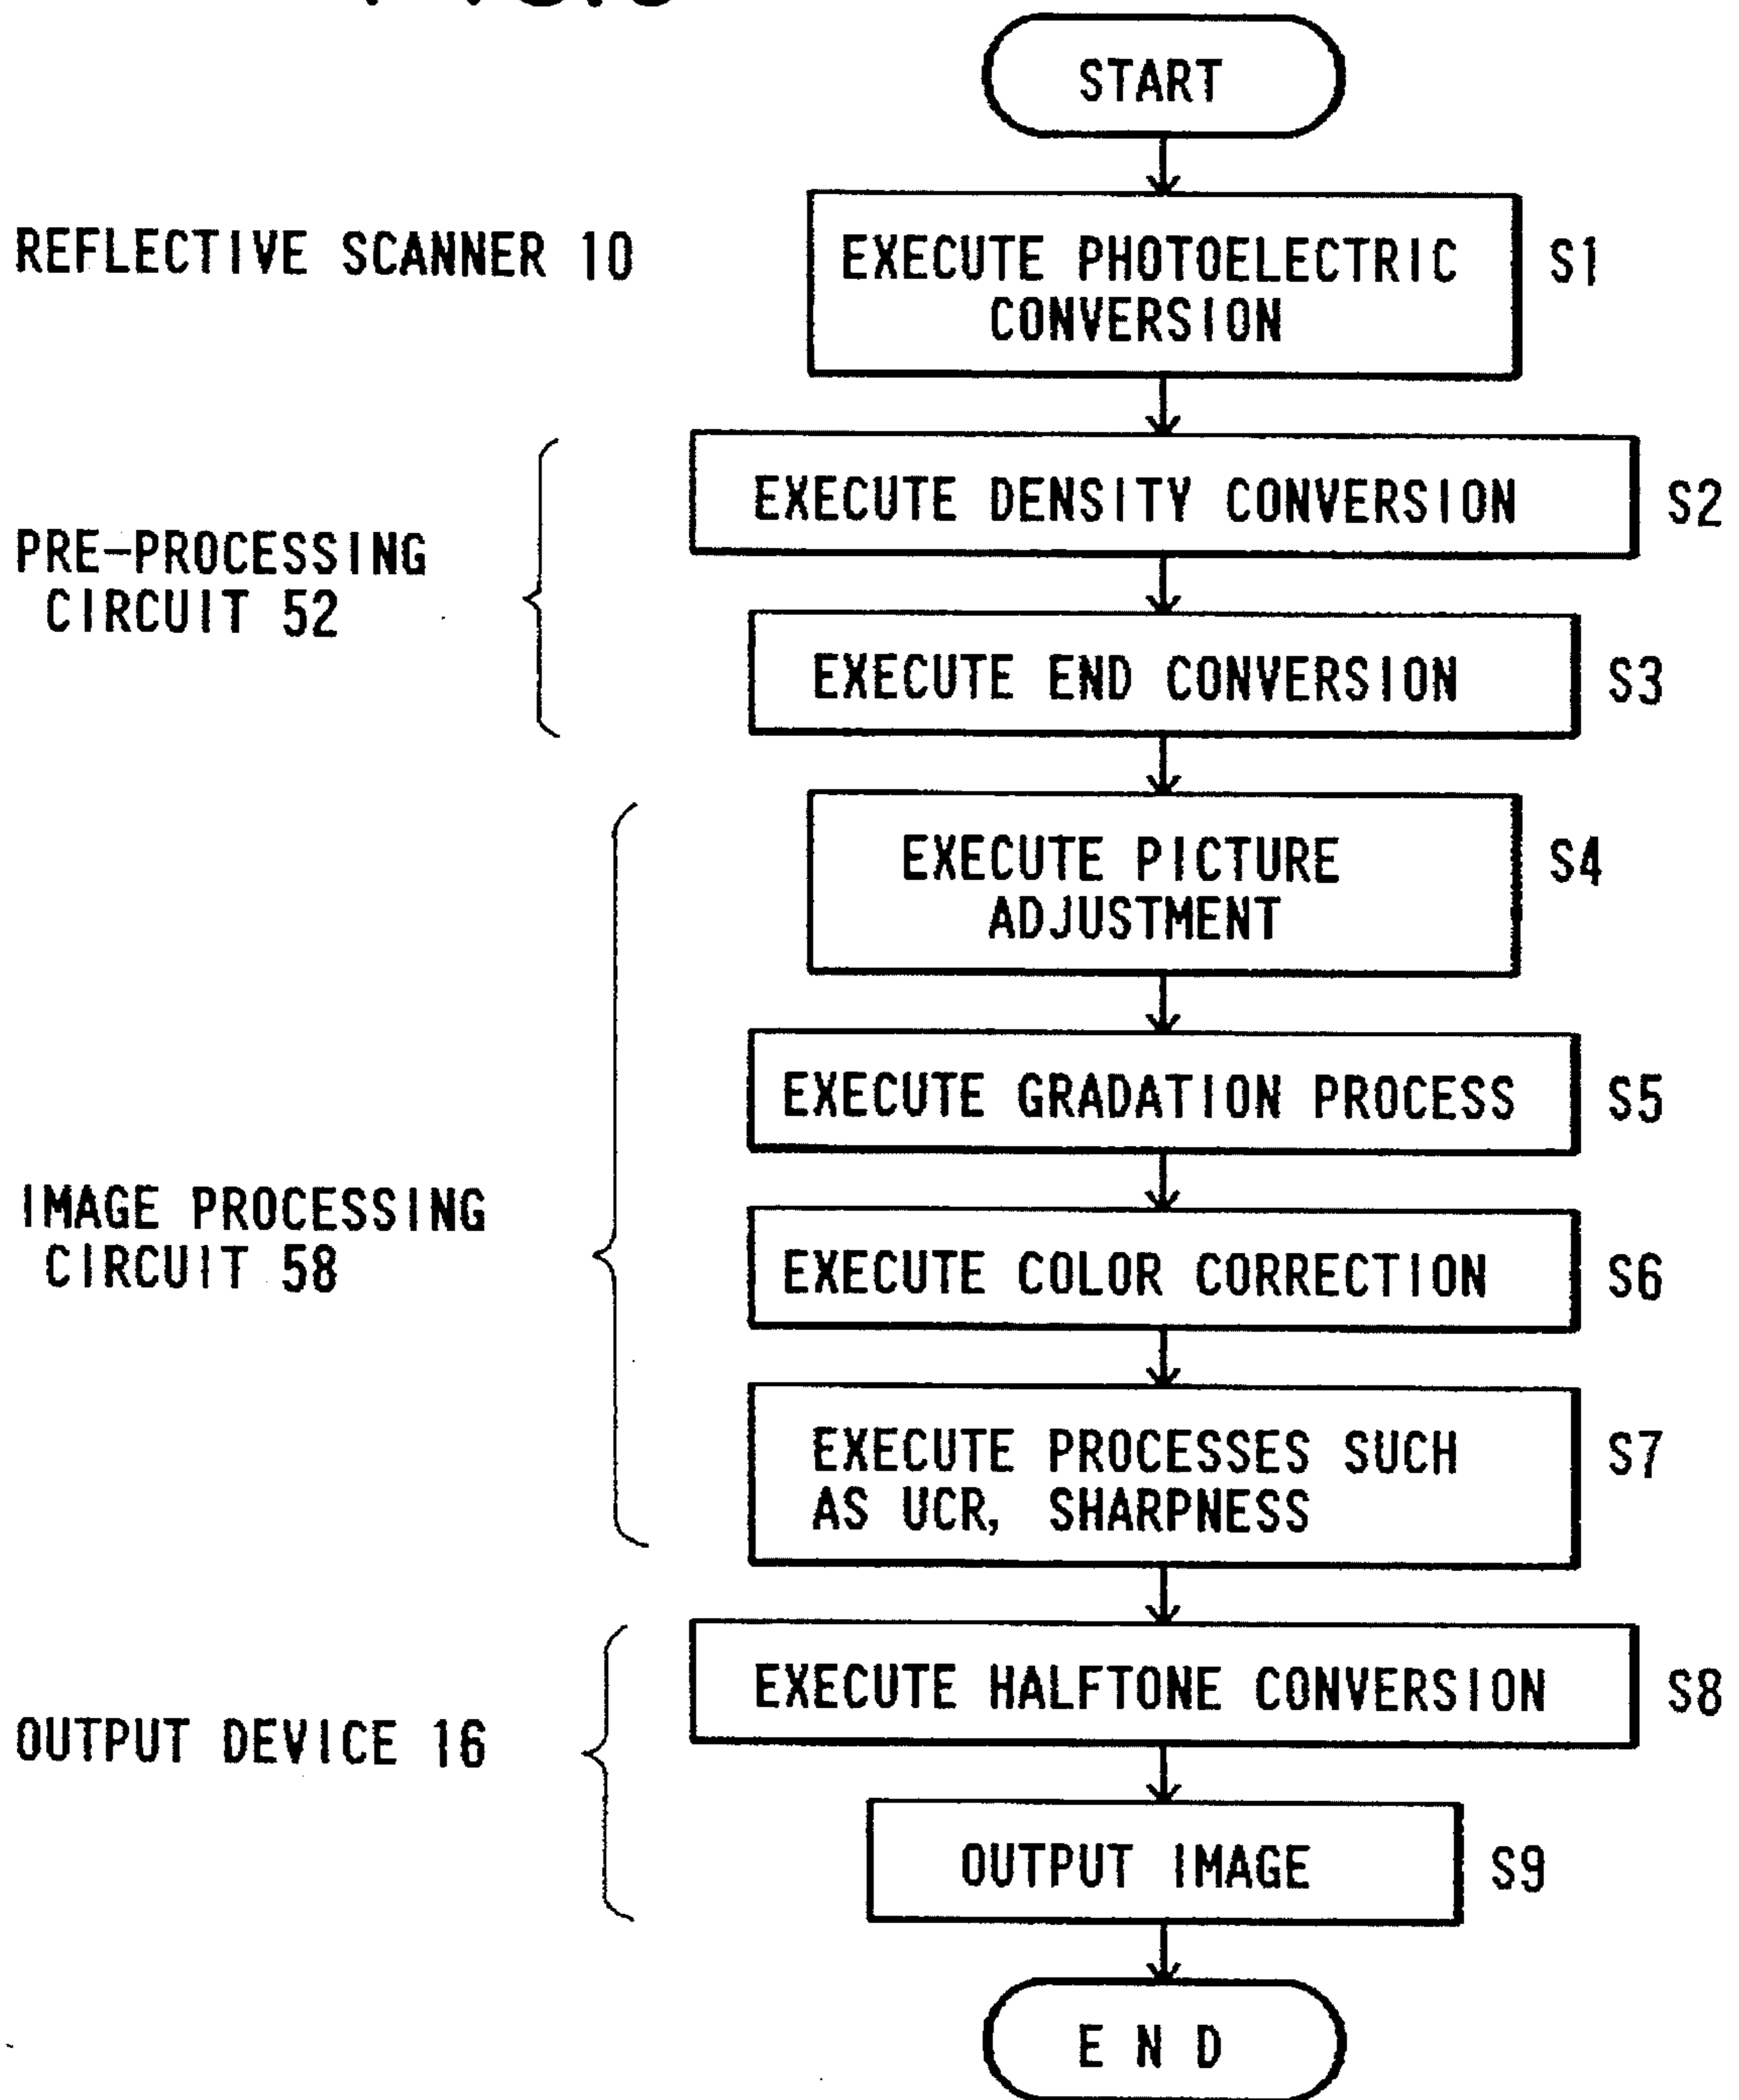 START
REFLECTIVE SCANNER 10
EXECUTE PHOTOELECTRIC
CONVERSION
S1
EXECUTE DENSITY CONVERSION
S2
PRE-PROCESSING
CIRCUIT 52
EXECUTE END CONVERSION
S3
EXECUTE PICTURE
ADJUSTMENT
S4
EXECUTE GRADATION PROCESS
S5
IMAGE PROCESSING
CIRCUIT 58
EXECUTE COLOR CORRECTION
S6
EXECUTE PROCESSES SUCH
AS UCR, SHARPNESS
S7
EXECUTE HALFTONE CONVERSION
S8
OUTPUT DEVICE 16
OUTPUT IMAGE
S9
E N D